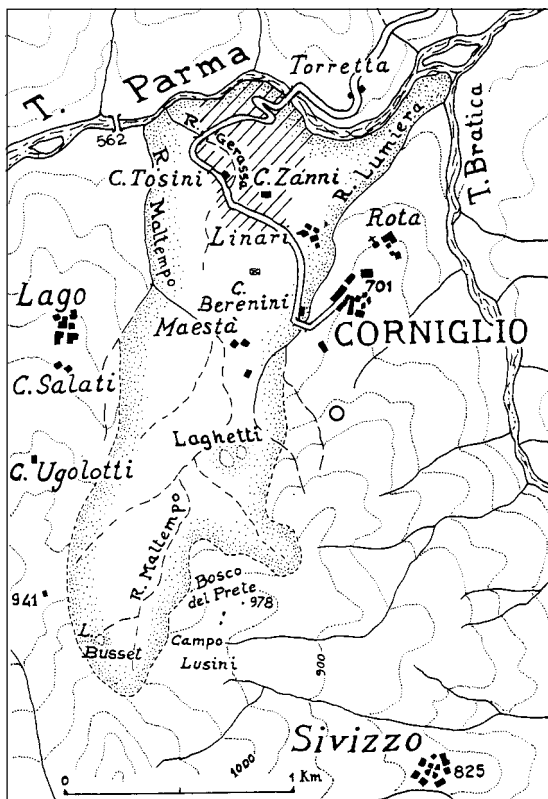 T. Parma
Torretta
562
R. Gerassa
R. Lumiera
T. Bratica
C. Tosini
C. Zanni
R. Maltempo
Linari
Rota
Lago
C. Berenini
701
Maestà
CORNIGLIO
C. Salati
Laghetti
C. Ugolotti
R. Maltempo
941
Bosco
del Prete
978
L.
Busset
Campo
Lusini
900
Sivizzo
825
0
1000
1 Km